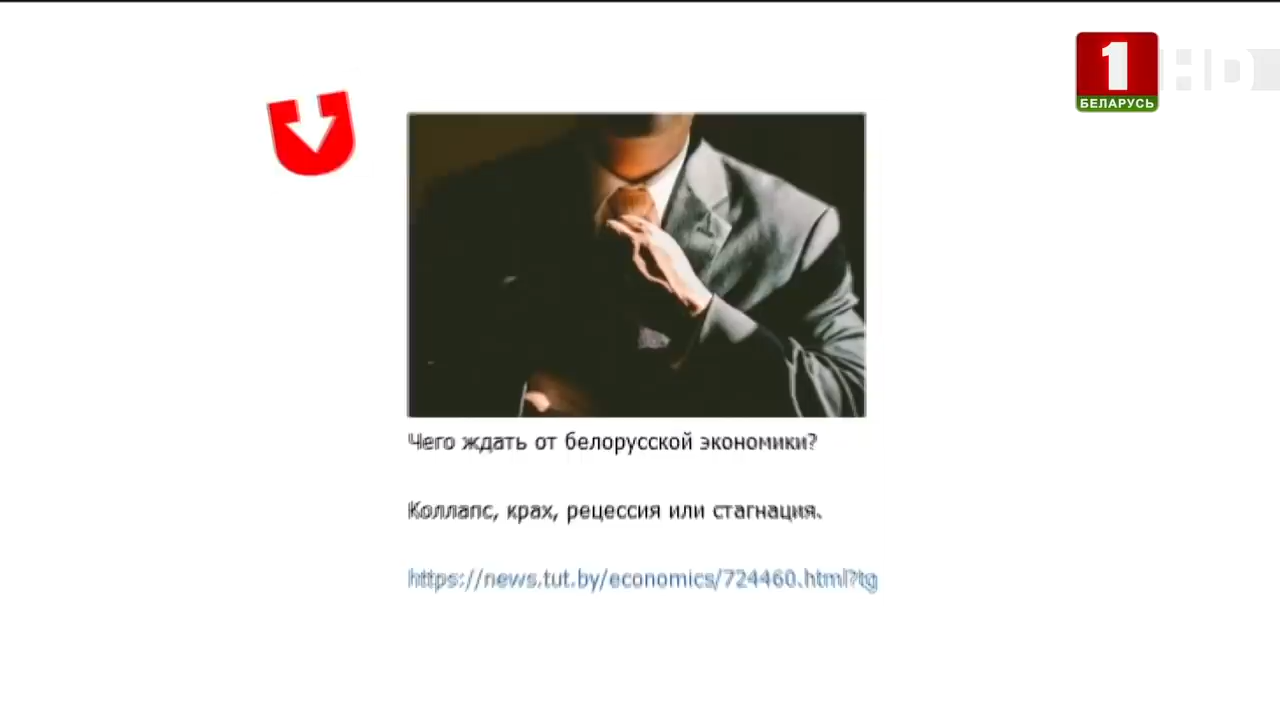 1 HD
БЕЛАРУСЬ
Чего ждать от белорусской экономики?
Коллапс, крах, рецессия или стагнация.
https://news.tut.by/economics/724460.html?tg